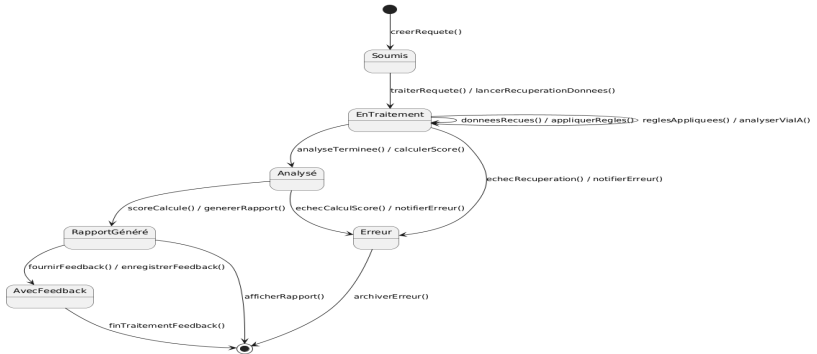 creerRequete()
Soumis
traiterRequete() / lancerRecuperationDonnees()
EnTraitement
donneesRecues() / appliquerRegles()
reglesAppliquees() / analyserViaIA()
analyseTerminee() / calculerScore()
Analysé
echecRecuperation() / notifierErreur()
scoreCalcule() / genererRapport()
echecCalculScore() / notifierErreur()
RapportGénéré
Erreur
fournirFeedback() / enregistrerFeedback()
AvecFeedback
afficherRapport()
archiverErreur()
finTraitementFeedback()